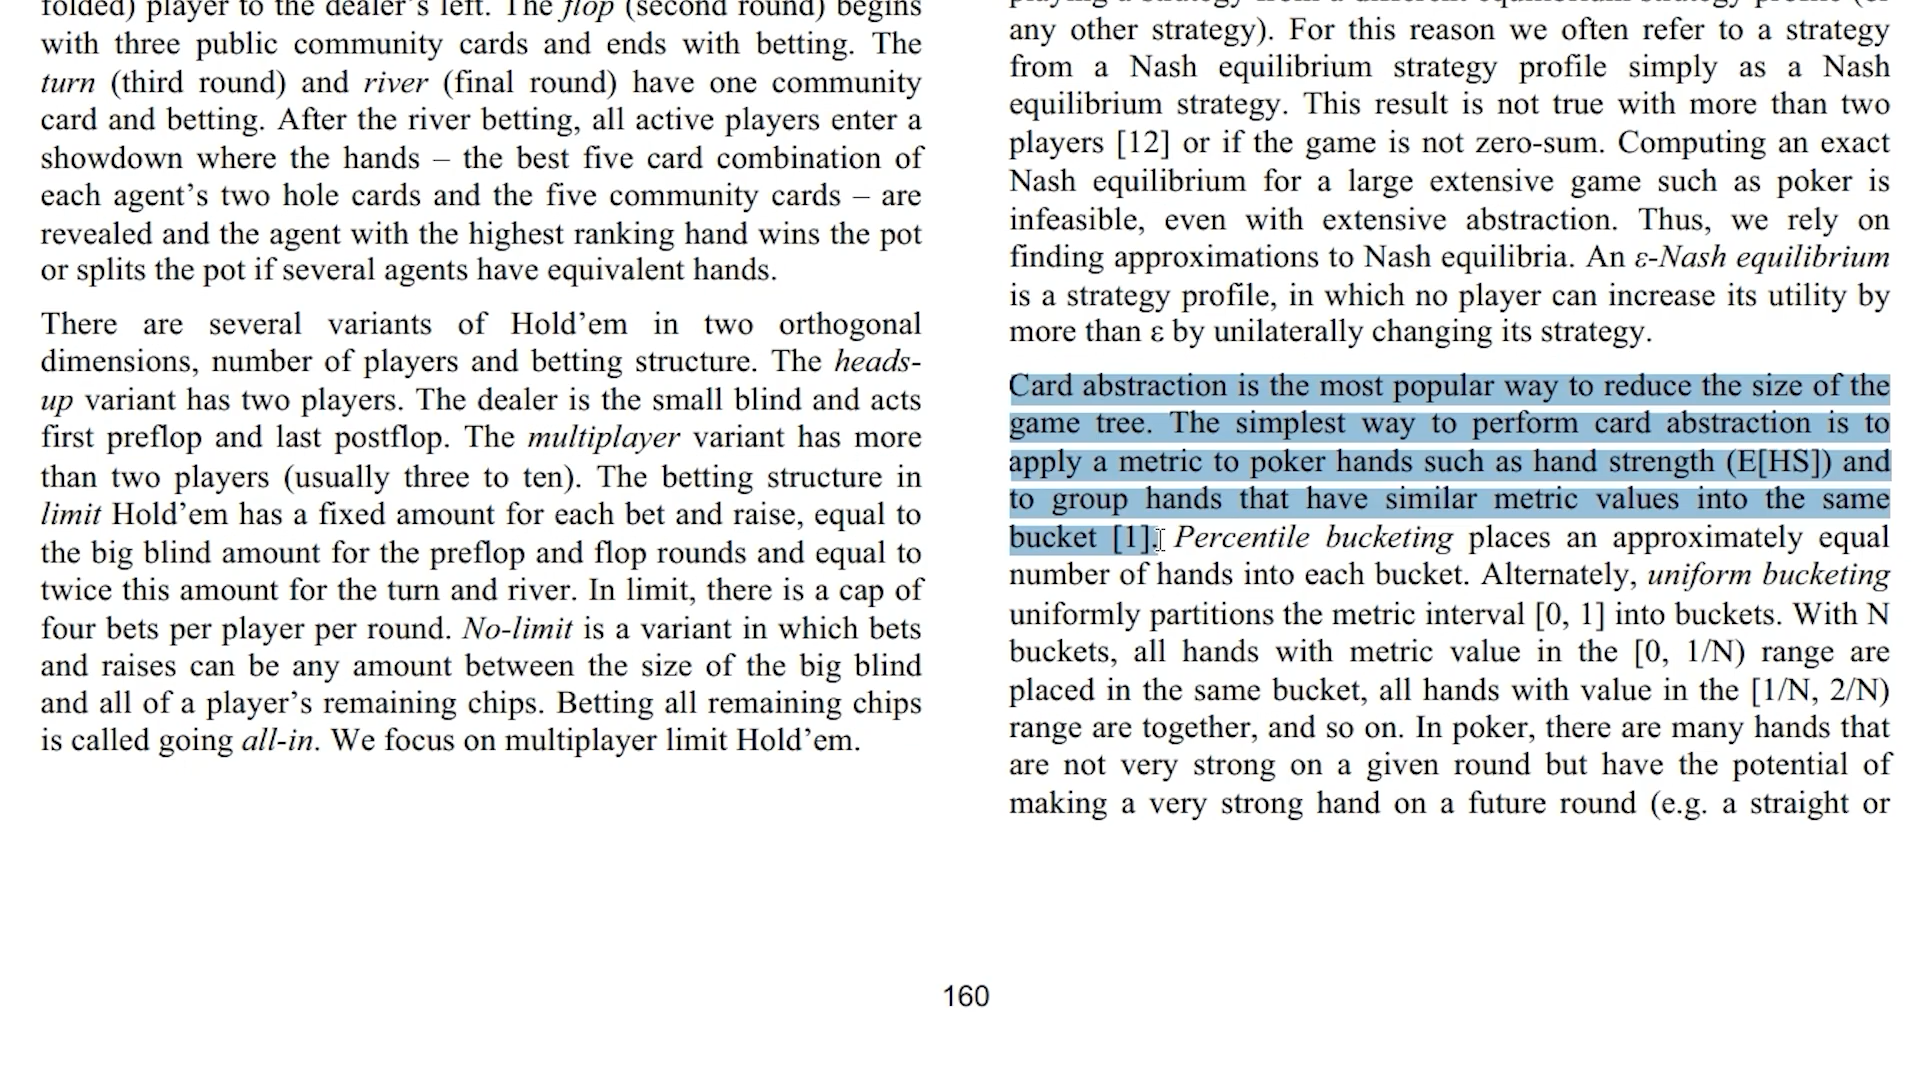 folded) player to the dealer's left. The flop (second round) begins
with three public community cards and ends with betting. The
turn (third round) and river (final round) have one community
card and betting. After the river betting, all active players enter a
showdown where the hands – the best five card combination of
each agent's two hole cards and the five community cards – are
revealed and the agent with the highest ranking hand wins the pot
or splits the pot if several agents have equivalent hands.
There are several variants of Hold'em in two orthogonal
dimensions, number of players and betting structure. The heads-
up variant has two players. The dealer is the small blind and acts
first preflop and last postflop. The multiplayer variant has more
than two players (usually three to ten). The betting structure in
limit Hold'em has a fixed amount for each bet and raise, equal to
the big blind amount for the preflop and flop rounds and equal to
twice this amount for the turn and river. In limit, there is a cap of
four bets per player per round. No-limit is a variant in which bets
and raises can be any amount between the size of the big blind
and all of a player's remaining chips. Betting all remaining chips
is called going all-in. We focus on multiplayer limit Hold'em.
playing a strategy from a different equilibrium strategy profile (or
any other strategy). For this reason we often refer to a strategy
from a Nash equilibrium strategy profile simply as a Nash
equilibrium strategy. This result is not true with more than two
players [12] or if the game is not zero-sum. Computing an exact
Nash equilibrium for a large extensive game such as poker is
infeasible, even with extensive abstraction. Thus, we rely on
finding approximations to Nash equilibria. An ε-Nash equilibrium
is a strategy profile, in which no player can increase its utility by
more than ε by unilaterally changing its strategy.
Card abstraction is the most popular way to reduce the size of the
game tree. The simplest way to perform card abstraction is to
apply a metric to poker hands such as hand strength (E[HS]) and
to group hands that have similar metric values into the same
bucket [1]. Percentile bucketing places an approximately equal
number of hands into each bucket. Alternately, uniform bucketing
uniformly partitions the metric interval [0, 1] into buckets. With N
buckets, all hands with metric value in the [0, 1/N) range are
placed in the same bucket, all hands with value in the [1/N, 2/N)
range are together, and so on. In poker, there are many hands that
are not very strong on a given round but have the potential of
making a very strong hand on a future round (e.g. a straight or
160